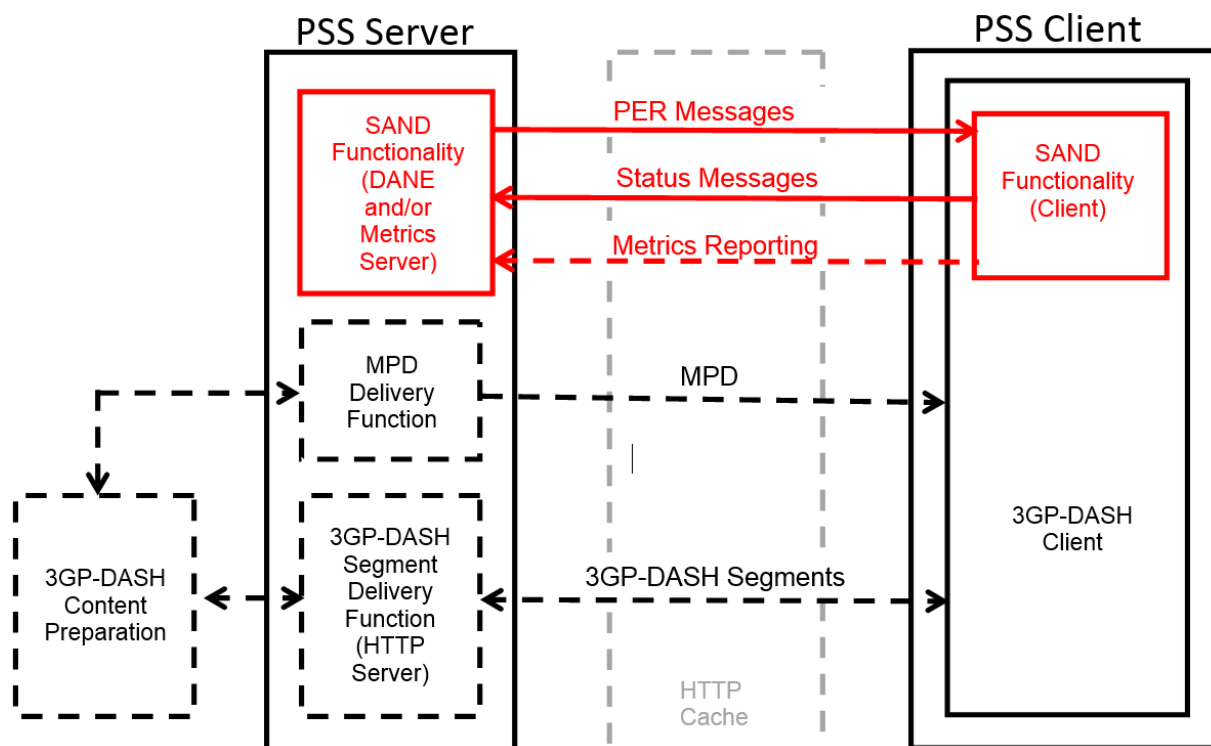 PSS Server
PSS Client
SAND
Functionality
(DANE
and/or
Metrics
Server)
PER Messages
Status Messages
Metrics Reporting
SAND
Functionality
(Client)
MPD
Delivery
Function
MPD
3GP-DASH
Content
Preparation
3GP-DASH
Segment
Delivery
Function
(HTTP
Server)
3GP-DASH Segments
3GP-DASH
Client
HTTP
Cache